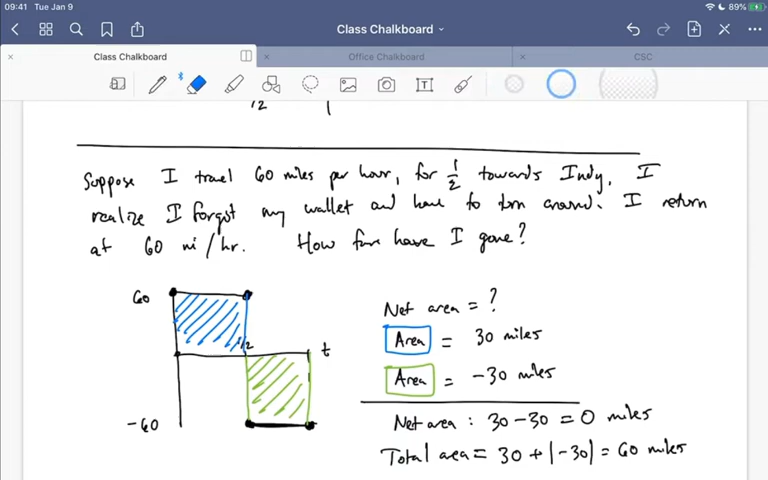 09:41 Tue Jan 9
89%
Class Chalkboard
Class Chalkboard
Office Chalkboard
CSC
1/2 1
Suppose I travel 60 miles per hour, for 1/2 towards Indy. I
realize I forgot my wallet and have to turn around. I return
at 60 mi/hr. How far have I gone?
60
1/2
t
-60
Net area = ?
Area = 30 miles
Area = -30 miles
Net area: 30 - 30 = 0 miles
Total area = 30 + |-30| = 60 miles